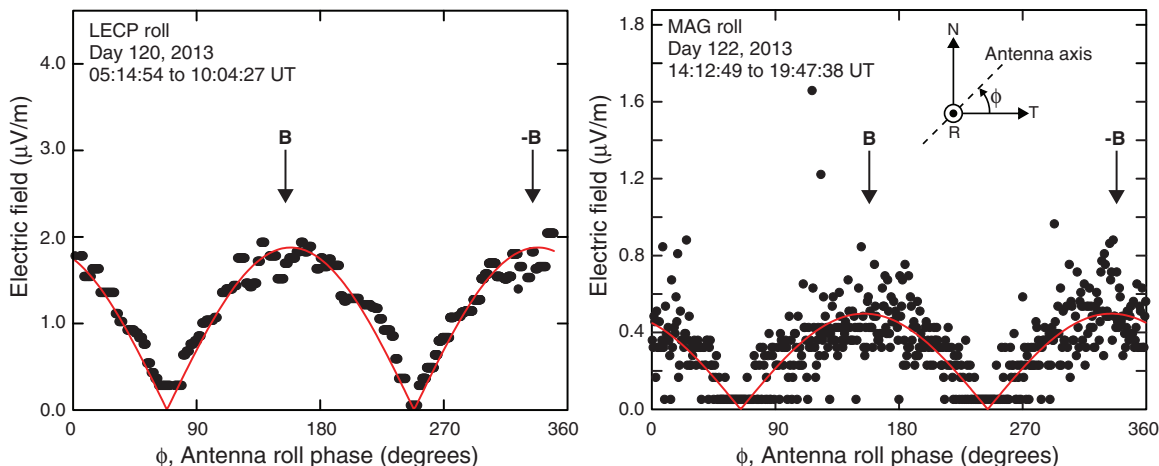 LECP roll
Day 120, 2013
05:14:54 to 10:04:27 UT
B
-B
4.0
3.0
2.0
1.0
0.0
Electric field (μV/m)
0
90
180
270
360
ϕ, Antenna roll phase (degrees)
MAG roll
Day 122, 2013
14:12:49 to 19:47:38 UT
N
Antenna axis
ϕ
T
R
B
-B
1.8
1.6
1.2
0.8
0.4
0.0
Electric field (μV/m)
0
90
180
270
360
ϕ, Antenna roll phase (degrees)